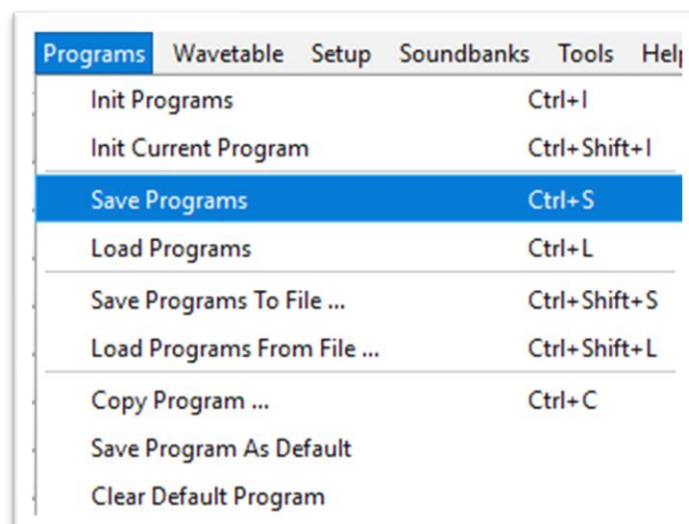 Programs Wavetable Setup Soundbanks Tools Help
Init Programs Ctrl+I
Init Current Program Ctrl+Shift+I
Save Programs Ctrl+S
Load Programs Ctrl+L
Save Programs To File ... Ctrl+Shift+S
Load Programs From File ... Ctrl+Shift+L
Copy Program ... Ctrl+C
Save Program As Default
Clear Default Program